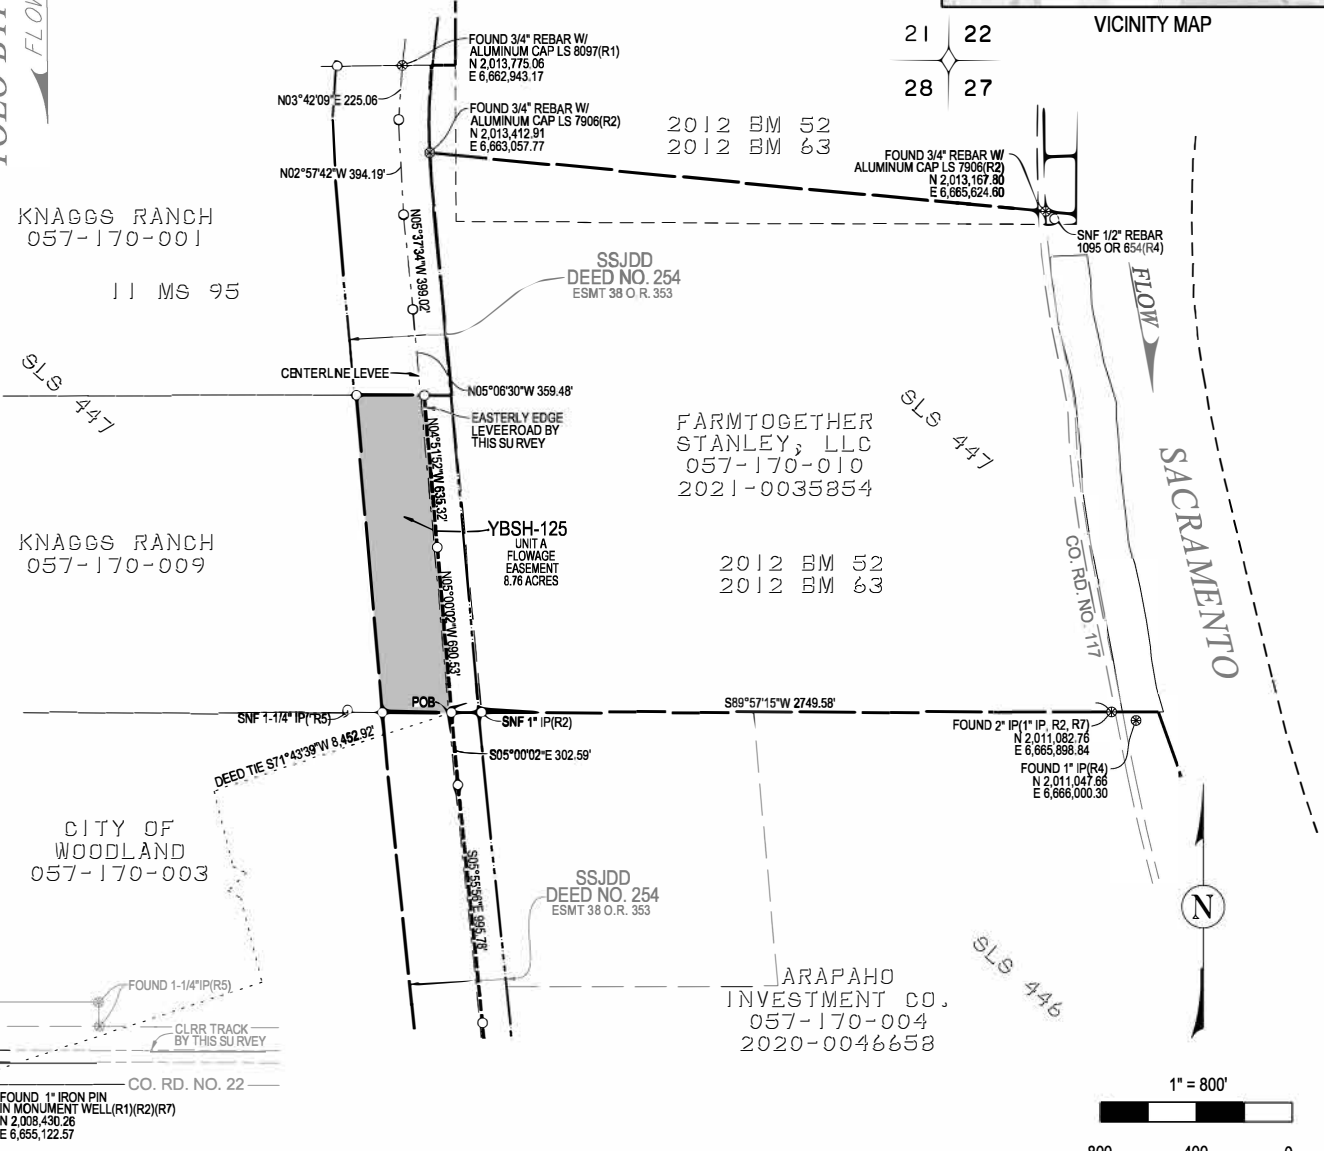 FLOW
VICINITY MAP
21 22
28 27
FOUND 3/4" REBAR W/
ALUMINUM CAP LS 8097(R1)
N 2,013,775.06
E 6,662,943.17
N03°42'09"E 225.06
FOUND 3/4" REBAR W/
ALUMINUM CAP LS 7906(R2)
N 2,013,412.91
E 6,663,057.77
2012 BM 52
2012 BM 63
FOUND 3/4" REBAR W/
ALUMINUM CAP LS 7906(R2)
N 2,013,167.80
E 6,665,624.60
SNF 1/2" REBAR
1095 OR 654(R4)
N02°57'42"W 394.19'
N05°37'34"W 399.02'
KNAGGS RANCH
057-170-001
11 MS 95
SSJDD
DEED NO. 254
ESMT 38 O.R. 353
FLOW
SLS 447
CENTERLINE LEVEE
N05°06'30"W 359.48'
EASTERLY EDGE
LEVEE ROAD BY
THIS SURVEY
N04°51'52"W 635.32'
FARMTOGETHER
STANLEY, LLC
057-170-010
2021-0035854
SLS 447
SACRAMENTO
KNAGGS RANCH
057-170-009
YBSH-125
UNIT A
FLOWAGE
EASEMENT
8.76 ACRES
2012 BM 52
2012 BM 63
CO. RD. NO. 117
N05°00'02"W 690.53'
POB
SNF 1-1/4" IP("R5)
SNF 1" IP(R2)
S89°57'15"W 2749.58'
FOUND 2" IP(1" IP, R2, R7)
N 2,011,082.76
E 6,665,898.84
FOUND 1" IP(R4)
N 2,011,047.66
E 6,666,000.30
DEED TIE S71°43'39"W 8,452.92'
S05°00'02"E 302.59'
CITY OF
WOODLAND
057-170-003
S05°55'56"E 995.78'
SSJDD
DEED NO. 254
ESMT 38 O.R. 353
N
SLS 446
ARAPAHO
INVESTMENT CO.
057-170-004
2020-0046658
FOUND 1-1/4"IP(R5)
CLRR TRACK
BY THIS SURVEY
CO. RD. NO. 22
FOUND 1" IRON PIN
IN MONUMENT WELL(R1)(R2)(R7)
N 2,008,430.26
E 6,655,122.57
1" = 800'
800 400 0